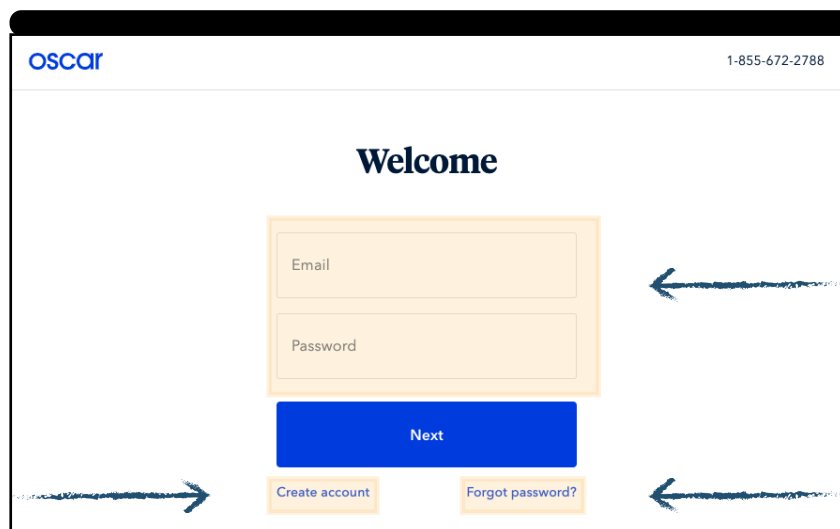 oscar
1-855-672-2788
Welcome
Email
Password
Next
Create account
Forgot password?